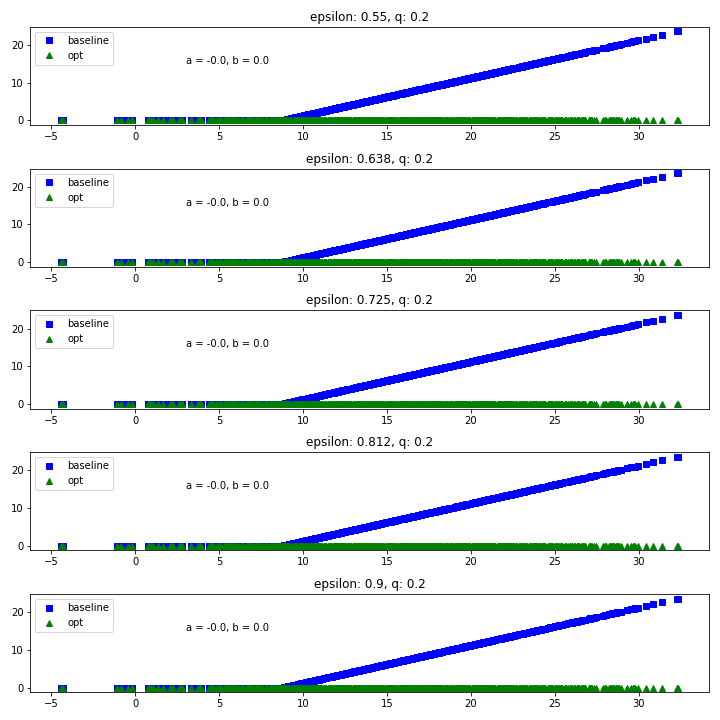 epsilon: 0.55, q: 0.2
20
baseline
opt
a = -0.0, b = 0.0
10
0
−5 0 5 10 15 20 25 30
epsilon: 0.638, q: 0.2
20
baseline
opt
a = -0.0, b = 0.0
10
0
−5 0 5 10 15 20 25 30
epsilon: 0.725, q: 0.2
20
baseline
opt
a = -0.0, b = 0.0
10
0
−5 0 5 10 15 20 25 30
epsilon: 0.812, q: 0.2
20
baseline
opt
a = -0.0, b = 0.0
10
0
−5 0 5 10 15 20 25 30
epsilon: 0.9, q: 0.2
20
baseline
opt
a = -0.0, b = 0.0
10
0
−5 0 5 10 15 20 25 30